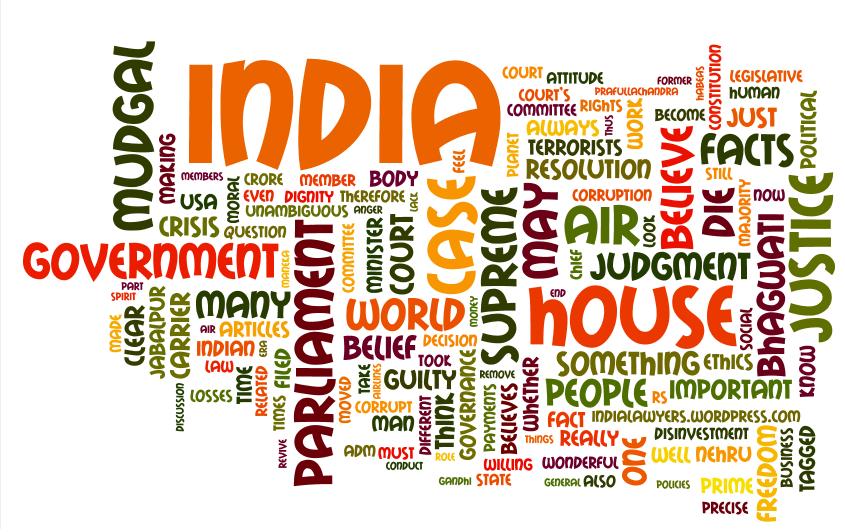 MUDGAL
INDIA
COURT
ATTITUDE
FORMER
HABEAS
CONSTITUTION
LEGISLATIVE
COURT'S
PRAFULLACHANDRA
HUMAN
COMMITTEE
RIGHTS
WORK
BECOME
JUST
ALWAYS
THUS
PLANET
TERRORISTS
BELIEVE
FACTS
POLITICAL
MAKING
FEEL
RESOLUTION
STILL
MEMBERS
CRORE
MEMBER
BODY
USA
MORAL
EVEN
DIGNITY
THEREFORE
LACK
CASE
SUPREME
MAY
CORRUPTION
DIE
MAJORITY
NOW
JUSTICE
UNAMBIGUOUS
ANGER
CRISIS
QUESTION
COMMITTEE
MINISTER
COURT
AIR
LOOK
BHAGWATI
GOVERNMENT
MANEKA
PARLIAMENT
CHIEF
JUDGMENT
PART
SPIRIT
JABALPUR
CARRIER
MANY
WORLD
MONEY
END
HOUSE
SOCIAL
MADE
CLEAR
AIR
ARTICLES
INDIAN
ERA
BELIEF
DECISION
LAW
TOOK
SOMETHING
ETHICS
KNOW
DISCUSSION
LOSSES
TIME
RELATED
TIMES
FILED
MOVED
TAKE
AIRLINES
GUILTY
GOVERNANCE
REMOVE
WHETHER
PEOPLE
RS
IMPORTANT
CORRUPT
MAN
DIFFERENT
THINK
PAYMENTS
BELIEVES
FACT
INDIALAWYERS.WORDPRESS.COM
THINGS
REALLY
ONE
DISINVESTMENT
FREEDOM
BUSINESS
TAGGED
REVIVE
ADM
MUST
ROLE
CONDUCT
WILLING
WONDERFUL
WELL
NEHRU
GANDHI
STATE
GENERAL
ALSO
POLICIES
PRIME
PRECISE